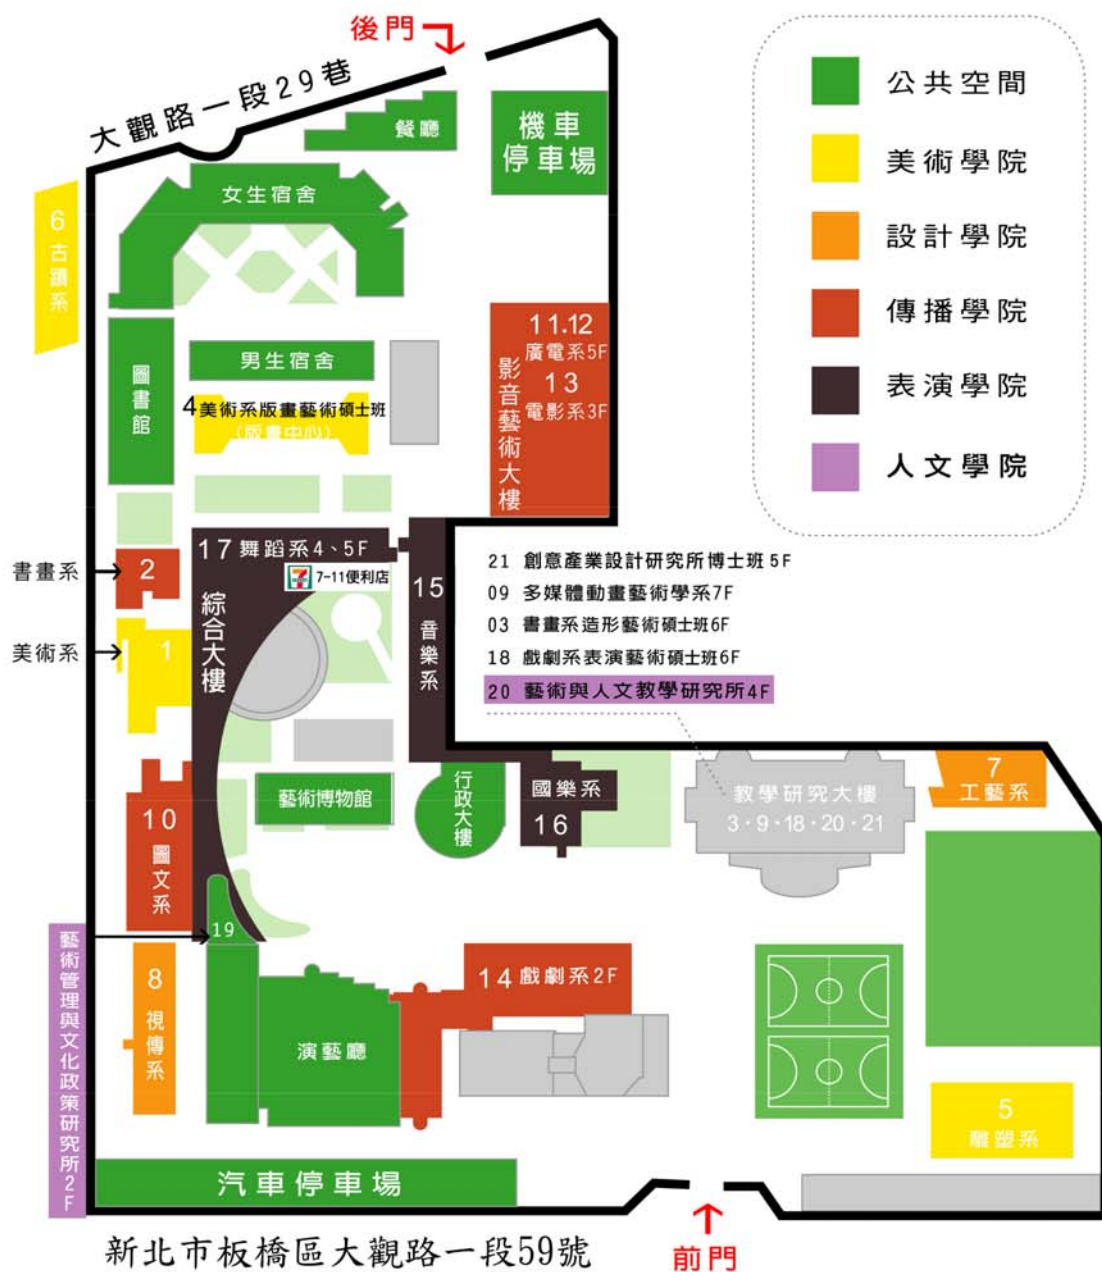 後門
大觀路一段29巷
餐廳
機車
停車場
女生宿舍
6 古蹟系
圖書館
男生宿舍
4美術系版畫藝術碩士班
(版畫中心)
影音藝術大樓
11.12
廣電系5F
13
電影系3F
公共空間
美術學院
設計學院
傳播學院
表演學院
人文學院
17 舞蹈系4、5F
7-11便利店
綜合大樓
15 音樂系
書畫系
2
美術系
1
21 創意產業設計研究所博士班5F
09 多媒體動畫藝術學系7F
03 書畫系造形藝術碩士班6F
18 戲劇系表演藝術碩士班6F
20 藝術與人文教學研究所4F
10 圖文系
藝術博物館
行政大樓
國樂系
16
教學研究大樓
3・9・18・20・21
7
工藝系
19
藝術管理與文化政策研究所2F
8 視傳系
演藝廳
14 戲劇系2F
5
雕塑系
汽車停車場
前門
新北市板橋區大觀路一段59號